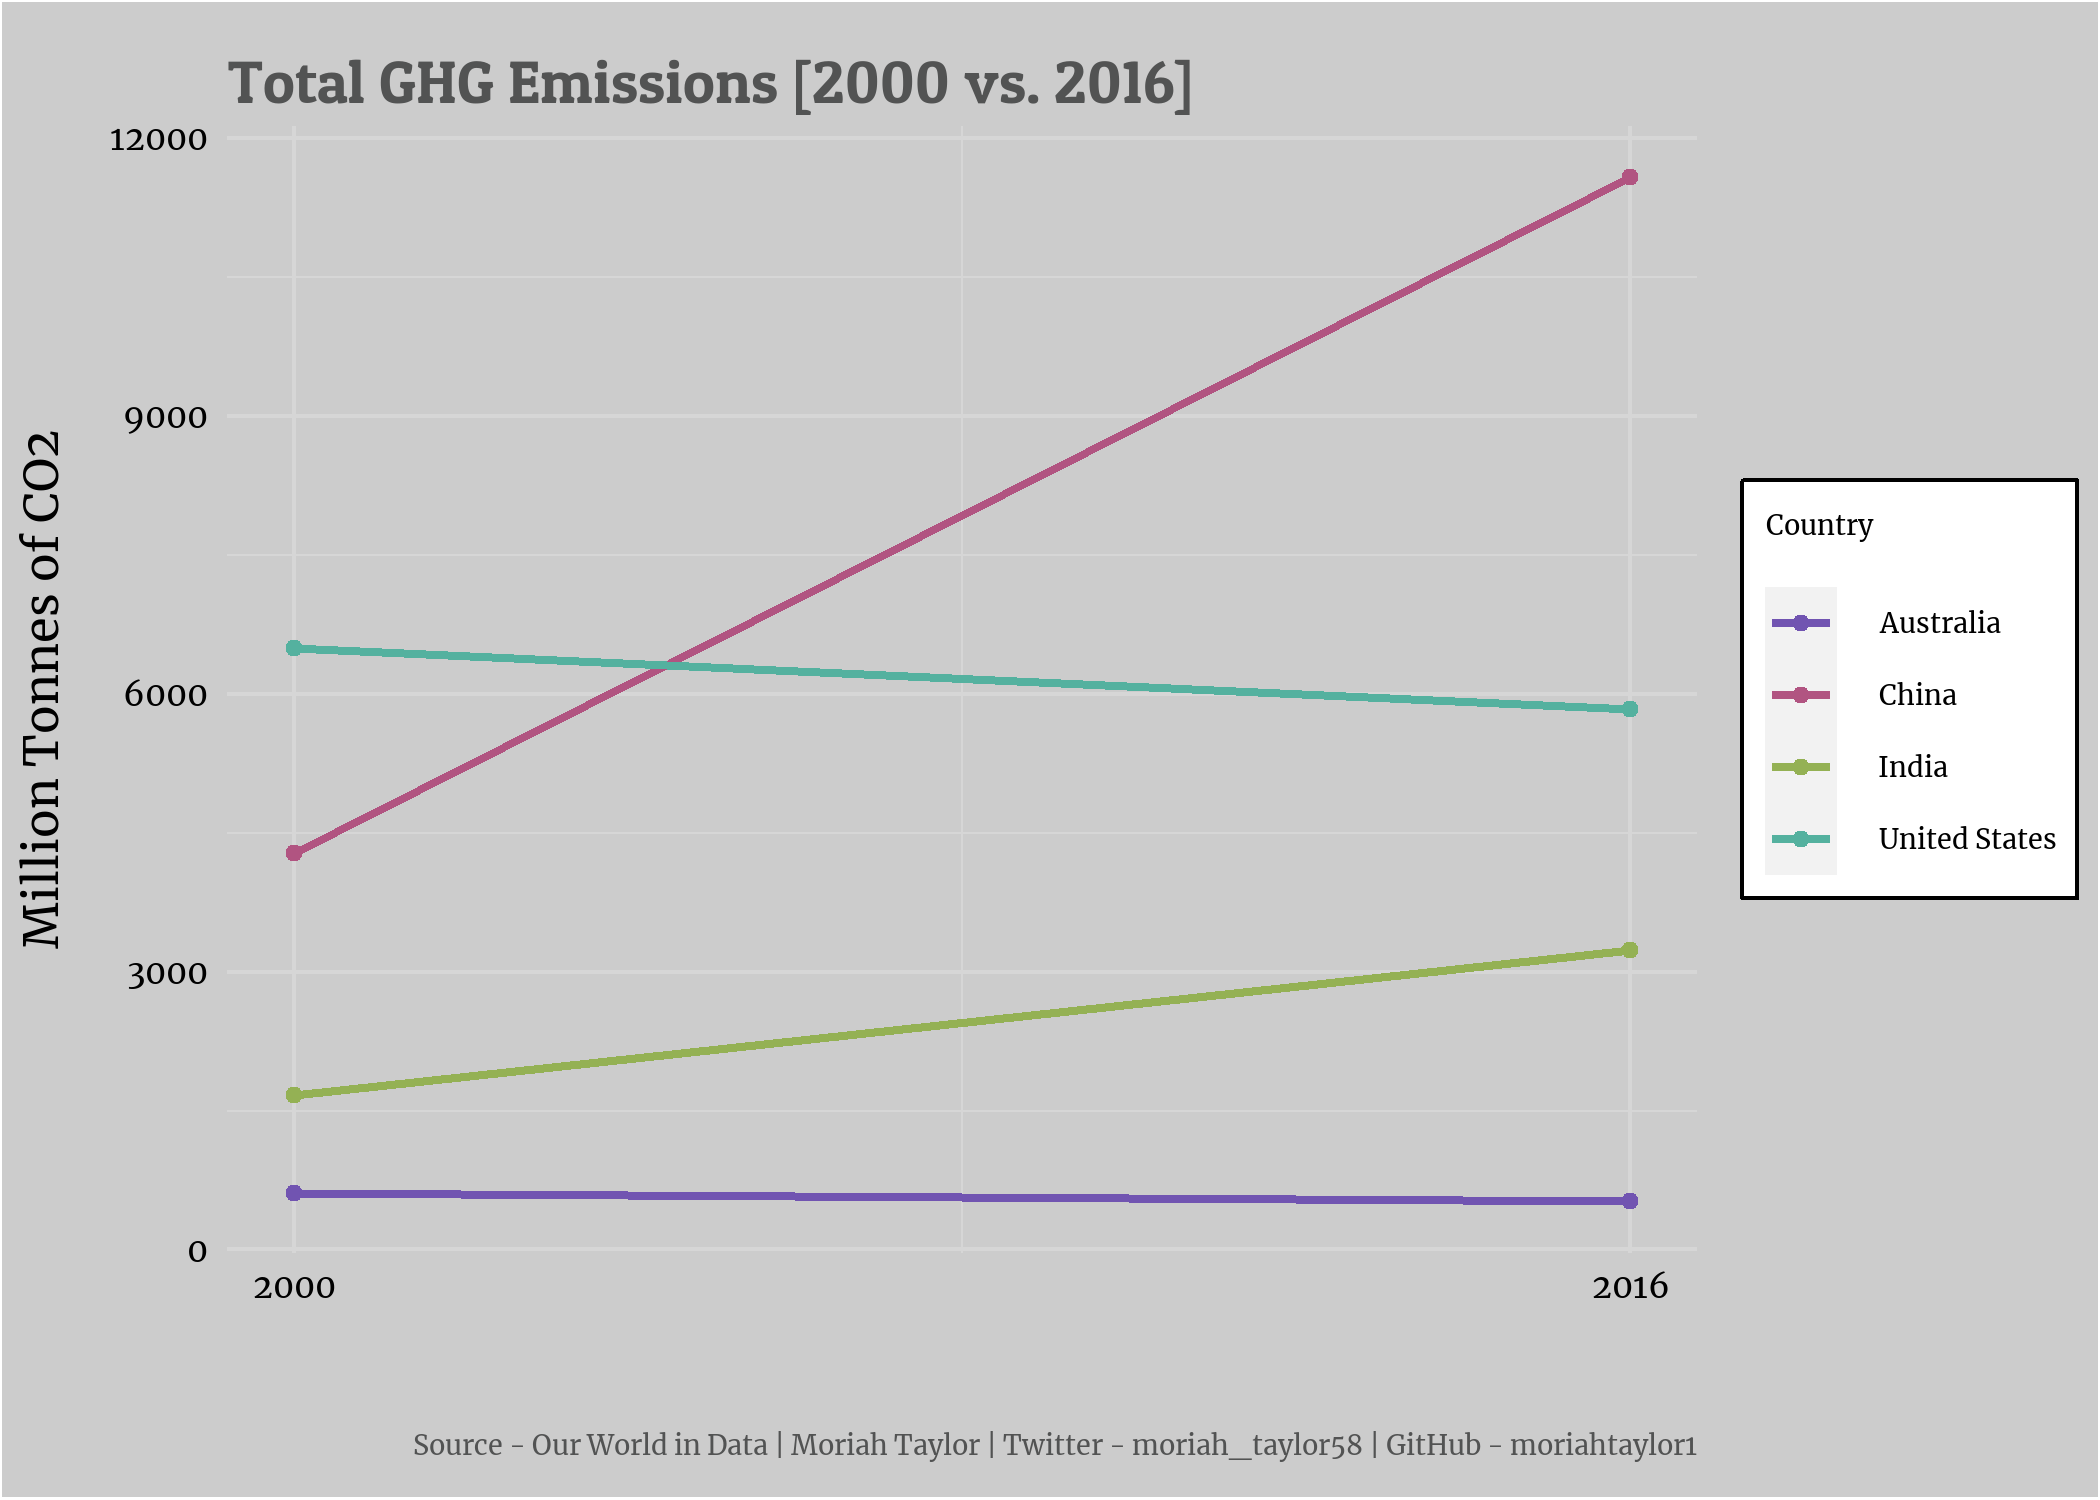 Total GHG Emissions [2000 vs. 2016]
Million Tonnes of CO2
12000
9000
6000
3000
0
2000
2016
Country
Australia
China
India
United States
Source - Our World in Data | Moriah Taylor | Twitter - moriah_taylor58 | GitHub - moriahtaylor1